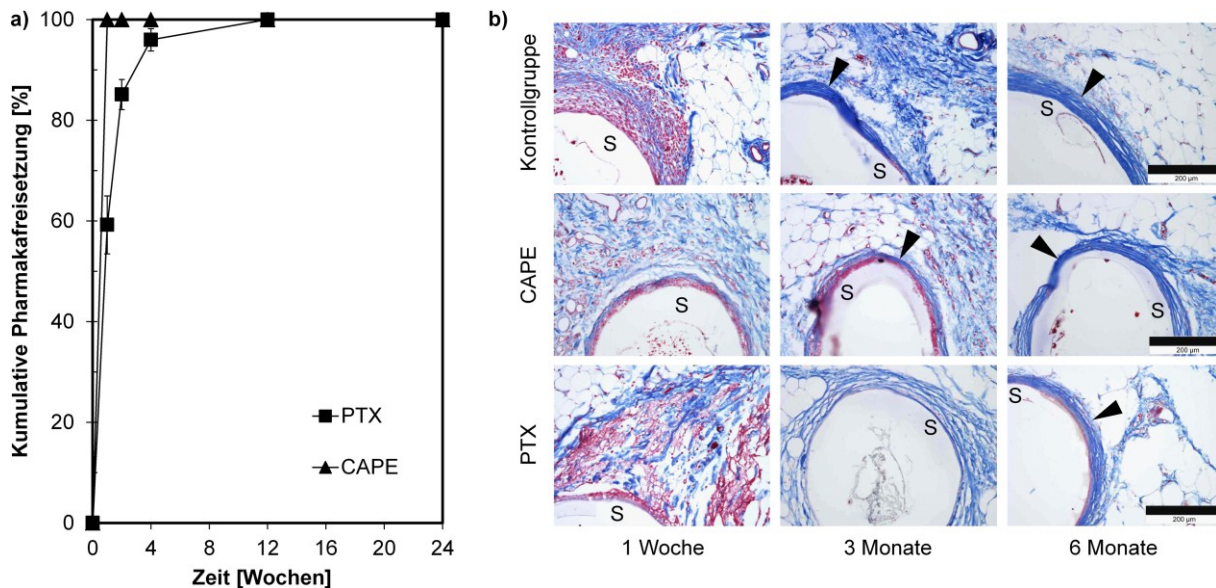 a)
Kumulative Pharmakafreisetzung [%]
100
80
60
40
20
0
PTX
CAPE
0 4 8 12 16 20 24
Zeit [Wochen]
b)
Kontrollgruppe
S
S
S
200 µm
CAPE
S
S
S
200 µm
PTX
S
S
S
200 µm
1 Woche 3 Monate 6 Monate